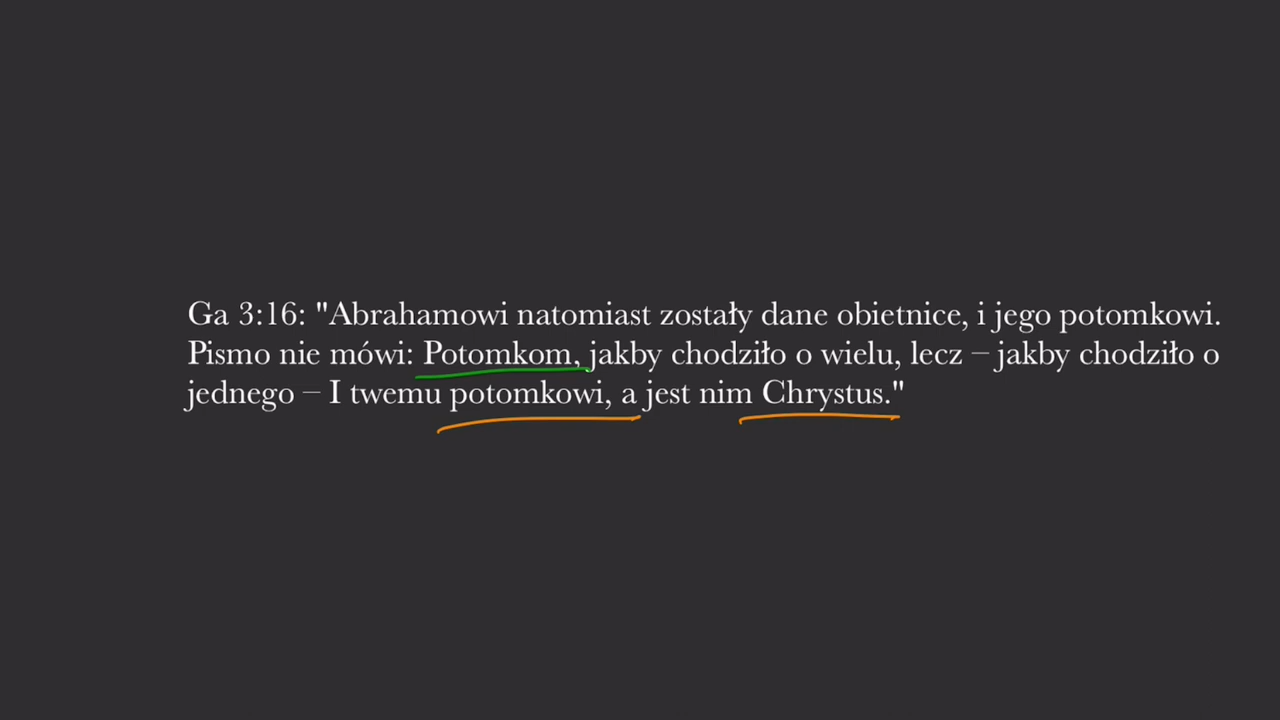 Ga 3:16: "Abrahamowi natomiast zostały dane obietnice, i jego potomkowi.
Pismo nie mówi: Potomkom, jakby chodziło o wielu, lecz – jakby chodziło o
jednego – I twemu potomkowi, a jest nim Chrystus."